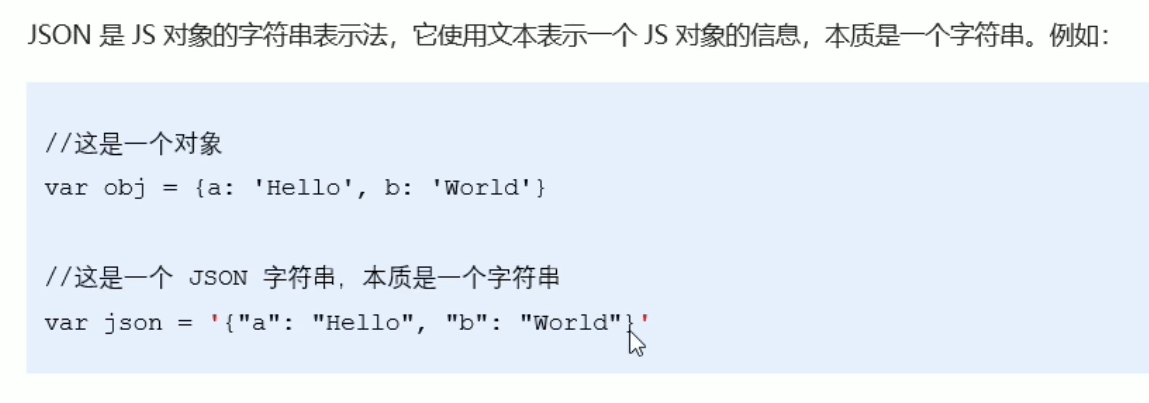 JSON 是 JS 对象的字符串表示法，它使用文本表示一个 JS 对象的信息，本质是一个字符串。例如：
//这是一个对象
var obj = {a: 'Hello', b: 'World'}
//这是一个 JSON 字符串，本质是一个字符串
var json = '{"a": "Hello", "b": "World"}'